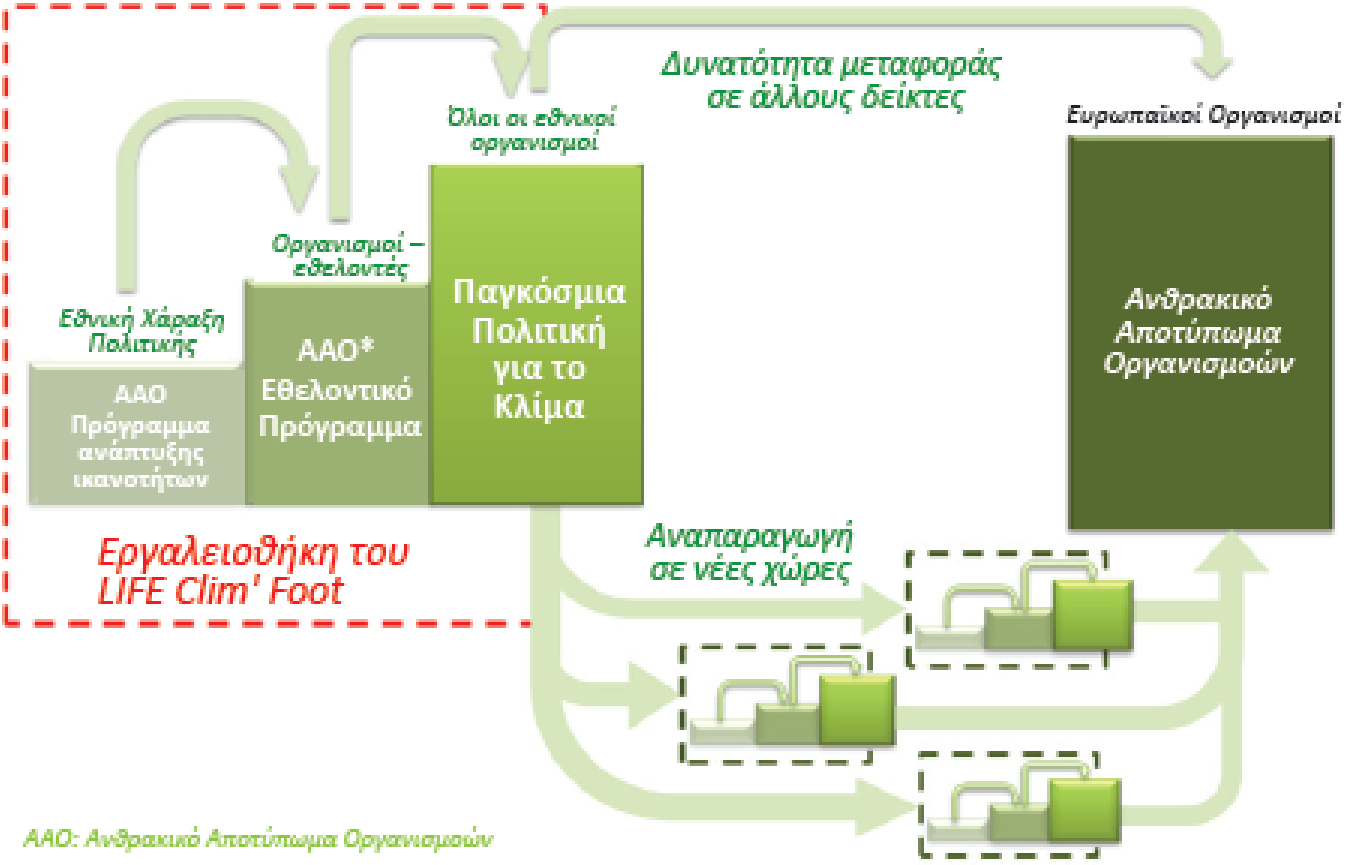 Δυνατότητα μεταφοράς
σε άλλους δείκτες
Ευρωπαϊκοί Οργανισμοί
Όλοι οι εθνικοί
οργανισμοί
Οργανισμοί –
εθελοντές
Εθνική Χάραξη
Πολιτικής
ΑΑΟ
Πρόγραμμα
ανάπτυξης
ικανοτήτων
ΑΑΟ*
Εθελοντικό
Πρόγραμμα
Παγκόσμια
Πολιτική
για το
Κλίμα
Ανθρακικό
Αποτύπωμα
Οργανισμοών
Εργαλειοθήκη του
LIFE Clim' Foot
Αναπαραγωγή
σε νέες χώρες
ΑΑΟ: Ανθρακικό Αποτύπωμα Οργανισμοών